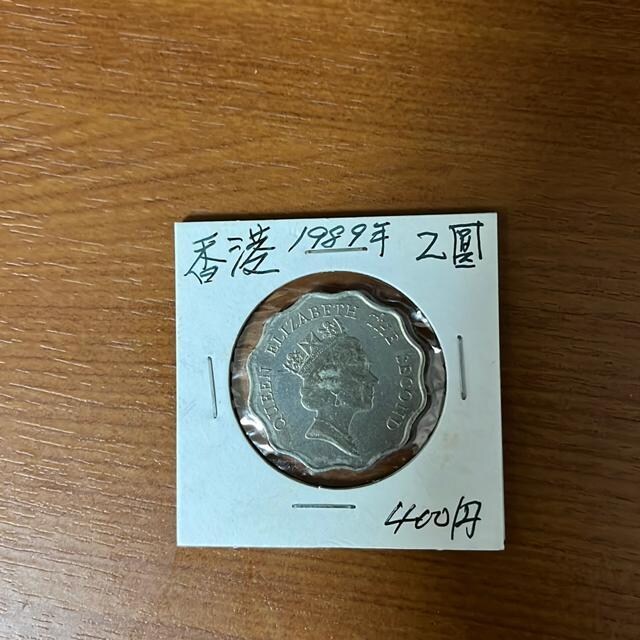 香港 1989年 2圓
QUEEN ELIZABETH THE SECOND
400円